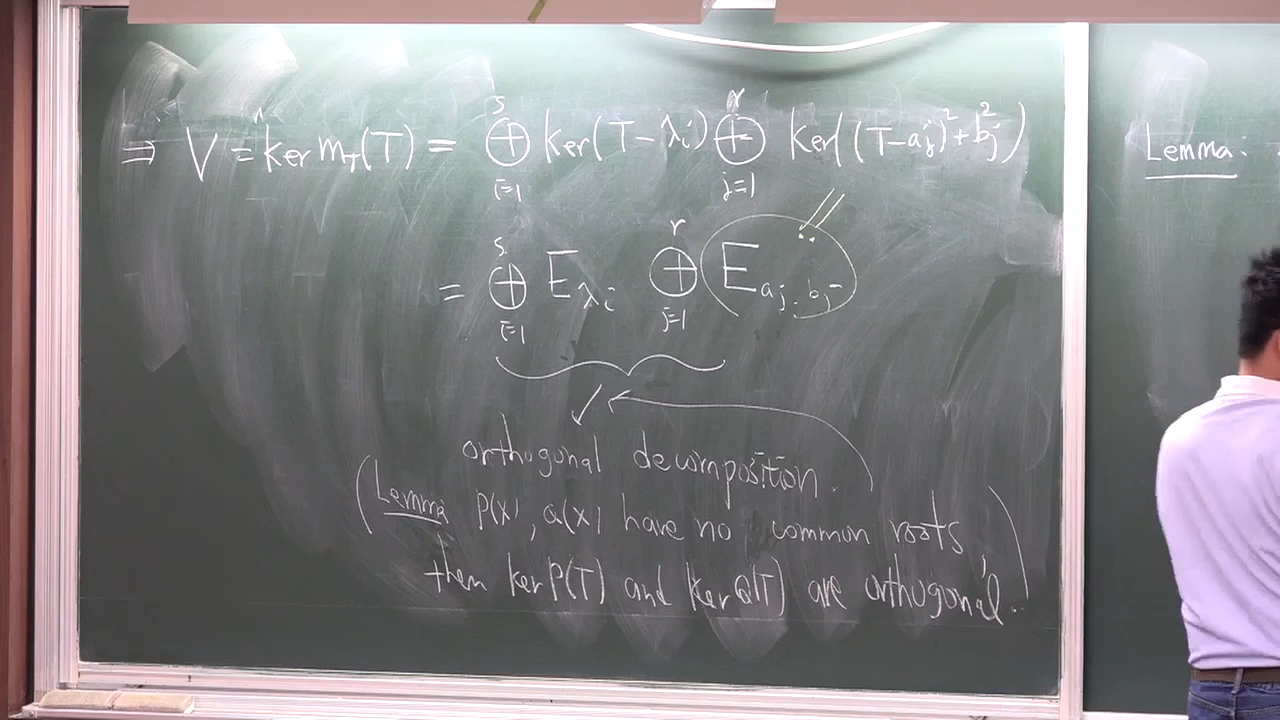 ⇒ V = ker m_T(T) = ⊕_{i=1}^{s} ker(T-λ_i) ⊕_{j=1}^{r} ker((T-a_j)^2+b_j^2)
= ⊕_{i=1}^{s} E_{λ_i} ⊕_{j=1}^{r} E_{a_j, b_j}
orthogonal decomposition.
(Lemma: P(x), Q(x) have no common roots,
then ker P(T) and ker Q(T) are orthogonal.)
Lemma: